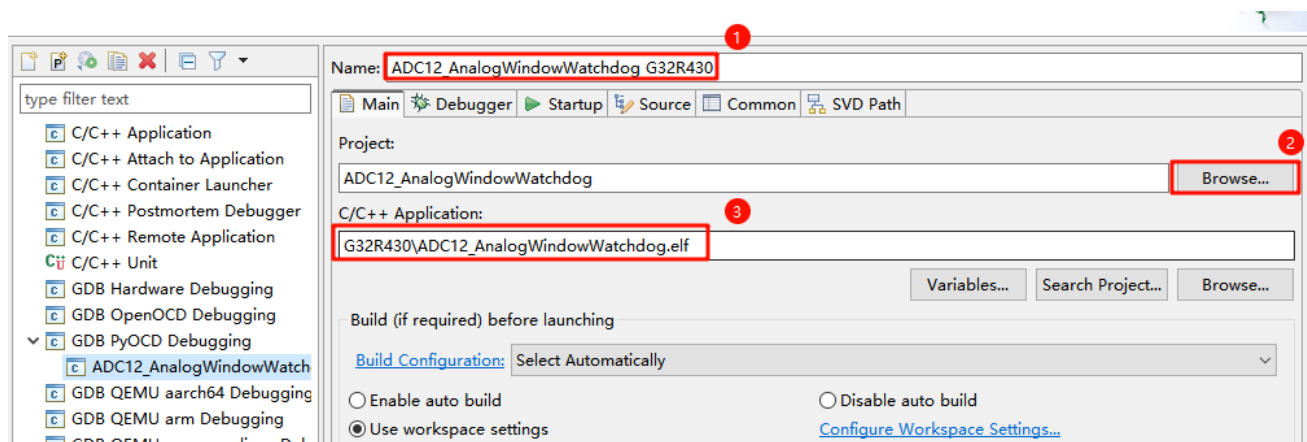 1
Name: ADC12_AnalogWindowWatchdog G32R430
type filter text
Main Debugger Startup Source Common SVD Path
C/C++ Application
C/C++ Attach to Application
C/C++ Container Launcher
C/C++ Postmortem Debugger
C/C++ Remote Application
C/C++ Unit
GDB Hardware Debugging
GDB OpenOCD Debugging
GDB PyOCD Debugging
ADC12_AnalogWindowWatch
GDB QEMU aarch64 Debugging
GDB QEMU arm Debugging
Project:
2
ADC12_AnalogWindowWatchdog Browse...
C/C++ Application:
3
G32R430\ADC12_AnalogWindowWatchdog.elf
Variables... Search Project... Browse...
Build (if required) before launching
Build Configuration: Select Automatically
Enable auto build Disable auto build
Use workspace settings Configure Workspace Settings...